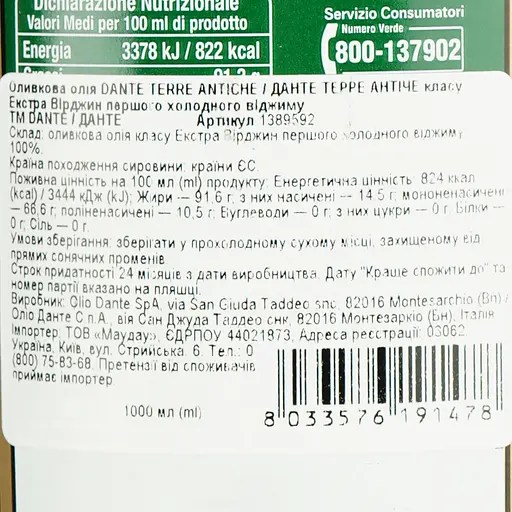 Dichiarazione Nutrizionale
Valori Medi per 100 ml di prodotto
Energia 3378 kJ / 822 kcal
Servizio Consumatori
Numero Verde
800-137902
Оливкова олія DANTE TERRE ANTICHE / ДАНТЕ ТЕРРЕ АНТІЧЕ класу
Екстра Вірджин першого холодного віджиму
ТМ DANTE / ДАНТЕ Артикул 1389592
Склад: оливкова олія класу Екстра Вірджин першого холодного віджиму
100%.
Країна походження сировини: країни ЄС.
Поживна цінність на 100 мл (ml) продукту: Енергетична цінність: 824 ккал
(kcal) / 3444 кДж (kJ); Жири — 91,6 г; з них насичені — 14,5 г; мононенасичені
— 66,6 г; поліненасичені — 10,5 г; Вуглеводи — 0 г; з них цукри — 0 г; Білки —
0 г; Сіль — 0 г.
Умови зберігання: зберігати у прохолодному сухому місці, захищеному від
прямих сонячних променів.
Строк придатності 24 місяців з дати виробництва. Дату "Краще спожити до" та
номер партії вказано на пляшці.
Виробник: Olio Dante SpA, via San Giuda Taddeo snc, 82016 Montesarchio (Bn) /
Оліо Данте С.п.А., вія Сан Джуда Таддео снк, 82016 Монтезаркіо (Бн), Італія
Імпортер: ТОВ «Маудау», ЄДРПОУ 44021873, Адреса реєстрації: 03062,
Україна, Київ, вул. Стрийська, 6. Тел.: 0
(800) 75-83-68. Претензії від споживачів
приймає імпортер
1000 мл (ml)
8 033576 191478